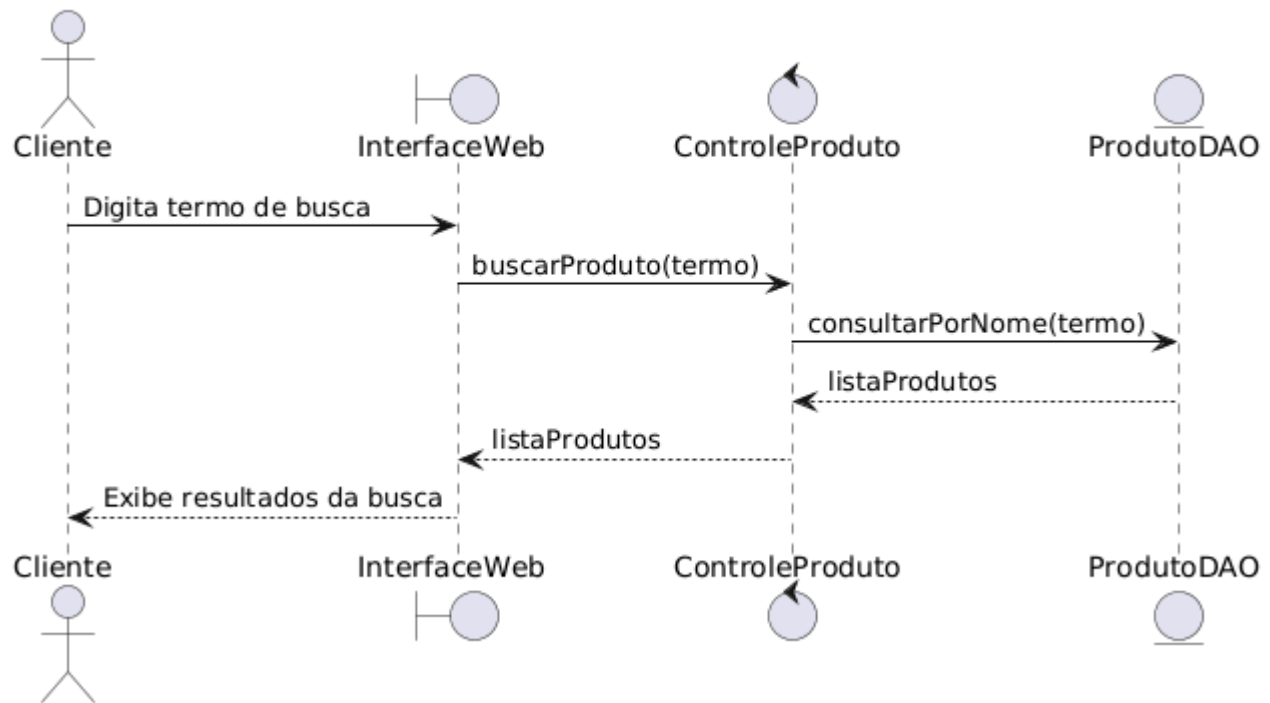 Cliente
InterfaceWeb
ControleProduto
ProdutoDAO
Digita termo de busca
buscarProduto(termo)
consultarPorNome(termo)
listaProdutos
listaProdutos
Exibe resultados da busca
Cliente
InterfaceWeb
ControleProduto
ProdutoDAO